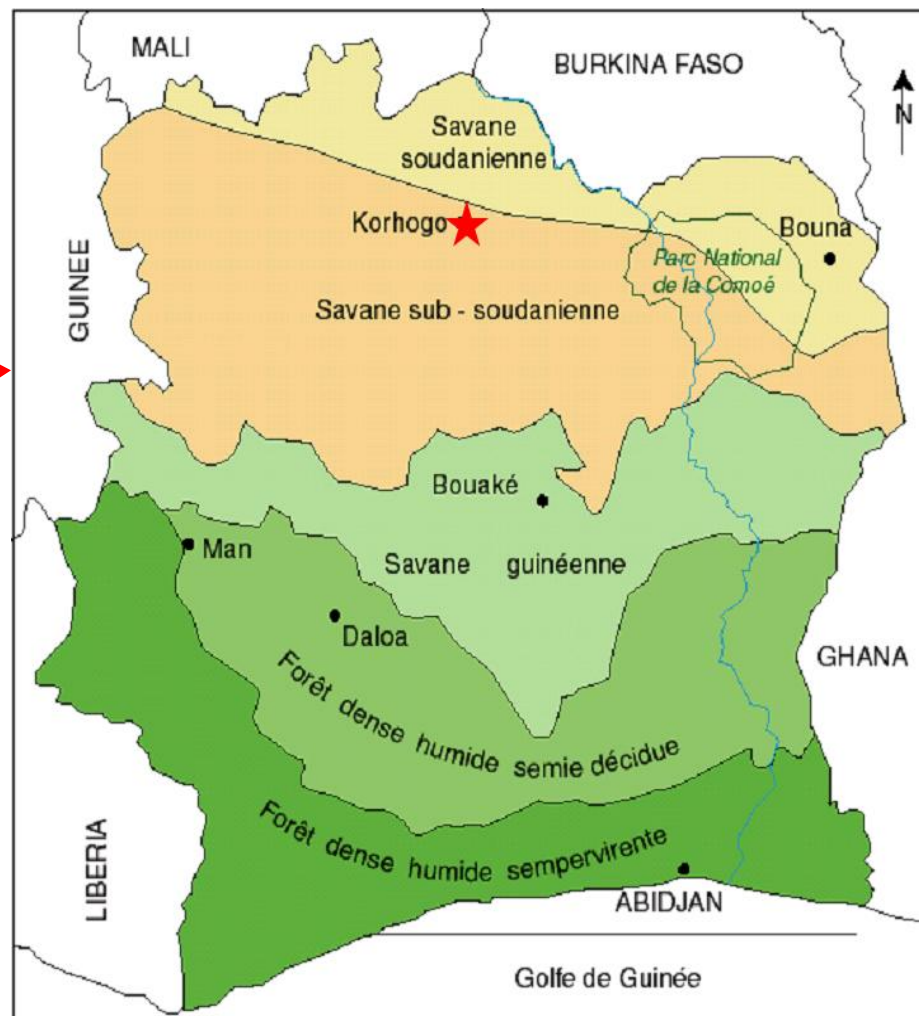 MALI
BURKINA FASO
N
Savane
soudanienne
Korhogo
Bouna
Parc National
de la Comoé
GUINEE
Savane sub - soudanienne
Bouaké
Man
Savane guinéenne
Daloa
GHANA
Forêt dense humide semie décidue
Forêt dense humide sempervirente
LIBERIA
ABIDJAN
Golfe de Guinée